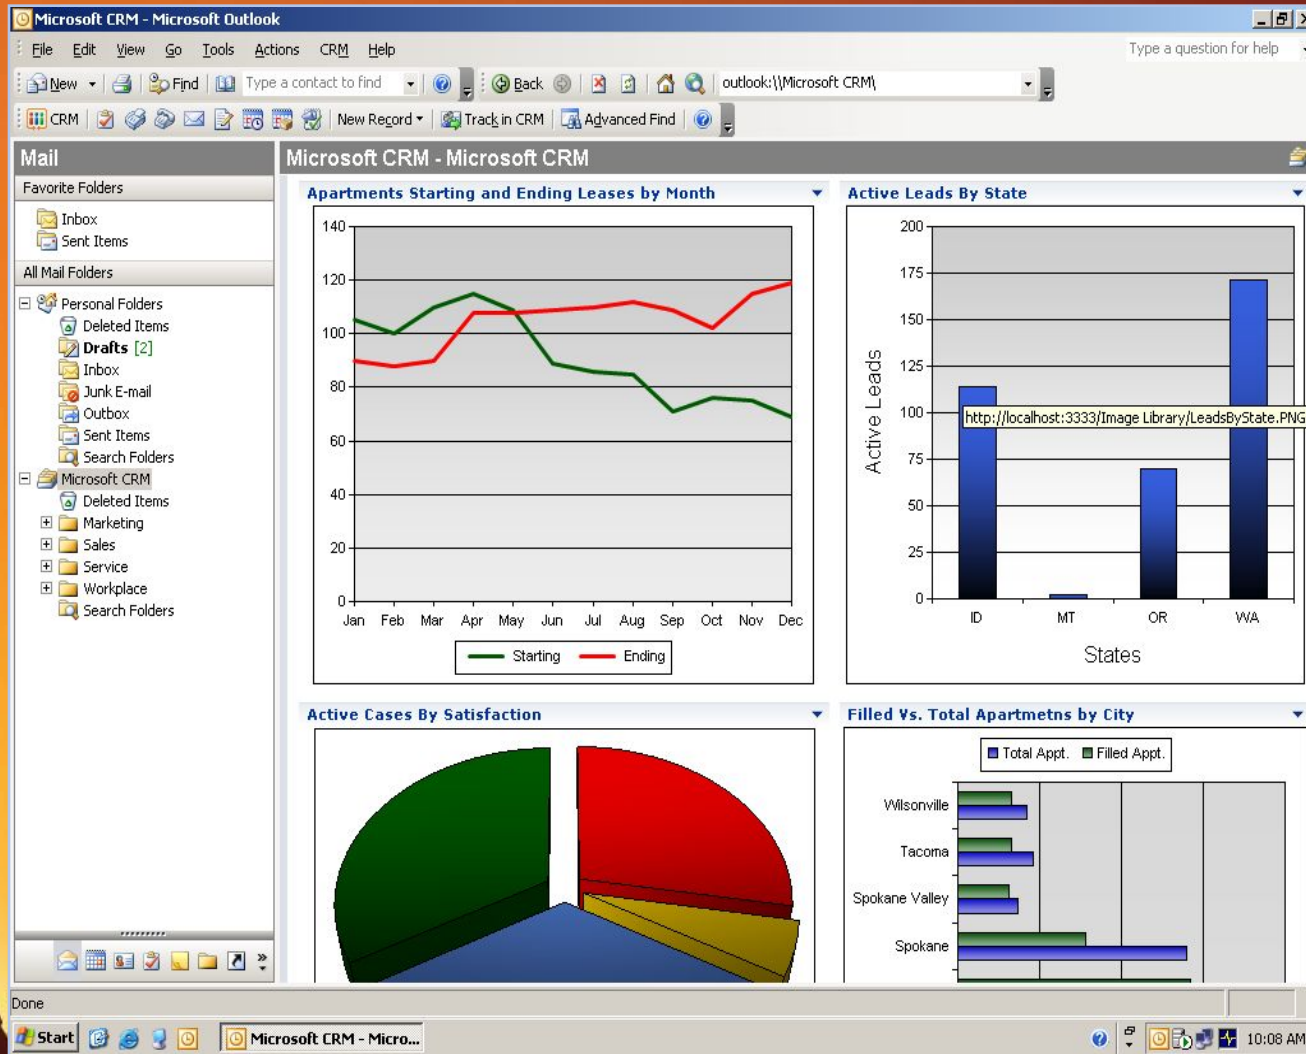 Microsoft CRM - Microsoft Outlook
File Edit View Go Tools Actions CRM Help
Type a question for help
New Find Type a contact to find Back outlook:\\Microsoft CRM\
CRM New Record Track in CRM Advanced Find
Mail
Microsoft CRM - Microsoft CRM
Favorite Folders
Inbox
Sent Items
All Mail Folders
Personal Folders
Deleted Items
Drafts [2]
Inbox
Junk E-mail
Outbox
Sent Items
Search Folders
Microsoft CRM
Deleted Items
Marketing
Sales
Service
Workplace
Search Folders
Apartments Starting and Ending Leases by Month
140
120
100
80
60
40
20
0
Jan Feb Mar Apr May Jun Jul Aug Sep Oct Nov Dec
Starting Ending
Active Leads By State
200
175
150
125
100
75
50
25
0
Active Leads
http://localhost:3333/Image Library/LeadsByState.PNG
ID MT OR WA
States
Active Cases By Satisfaction
Filled Vs. Total Apartmetns by City
Total Appt. Filled Appt.
Wilsonville
Tacoma
Spokane Valley
Spokane
Done
Start Microsoft CRM - Micro... 10:08 AM